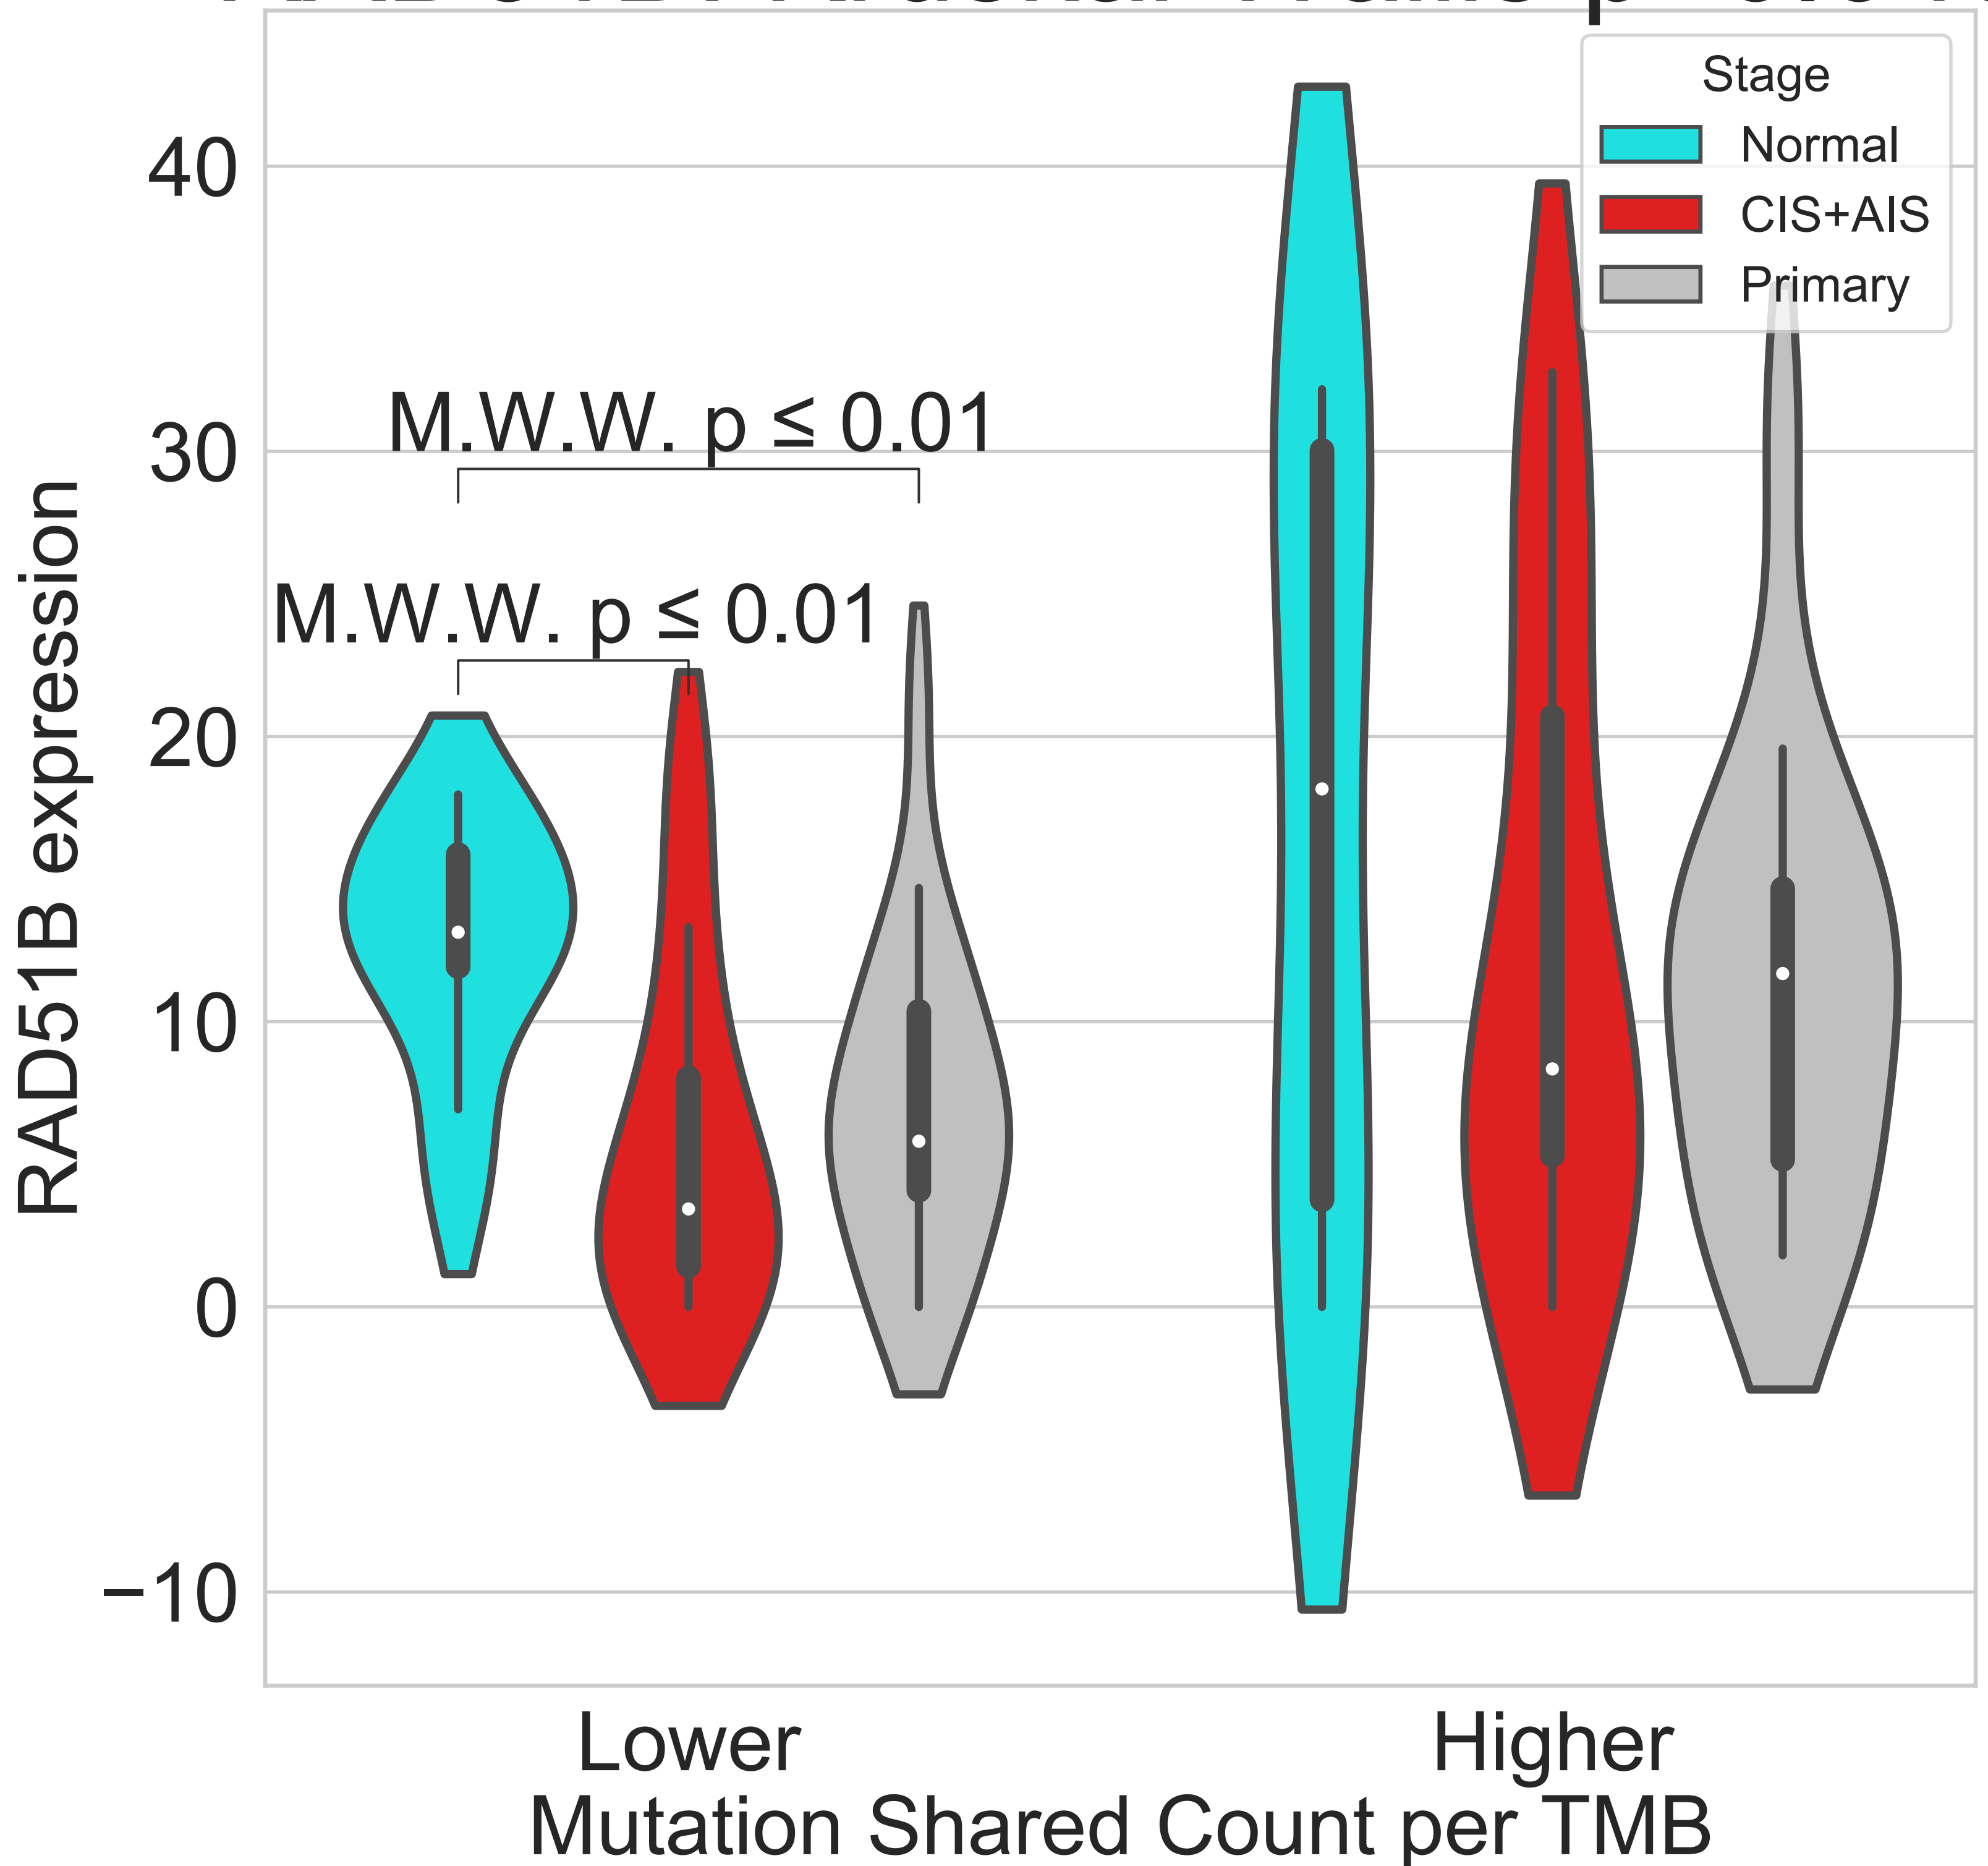 Stage
Normal
CIS+AIS
Primary
40
30
20
10
0
−10
RAD51B expression
M.W.W. p ≤ 0.01
M.W.W. p ≤ 0.01
Lower
Higher
Mutation Shared Count per TMB